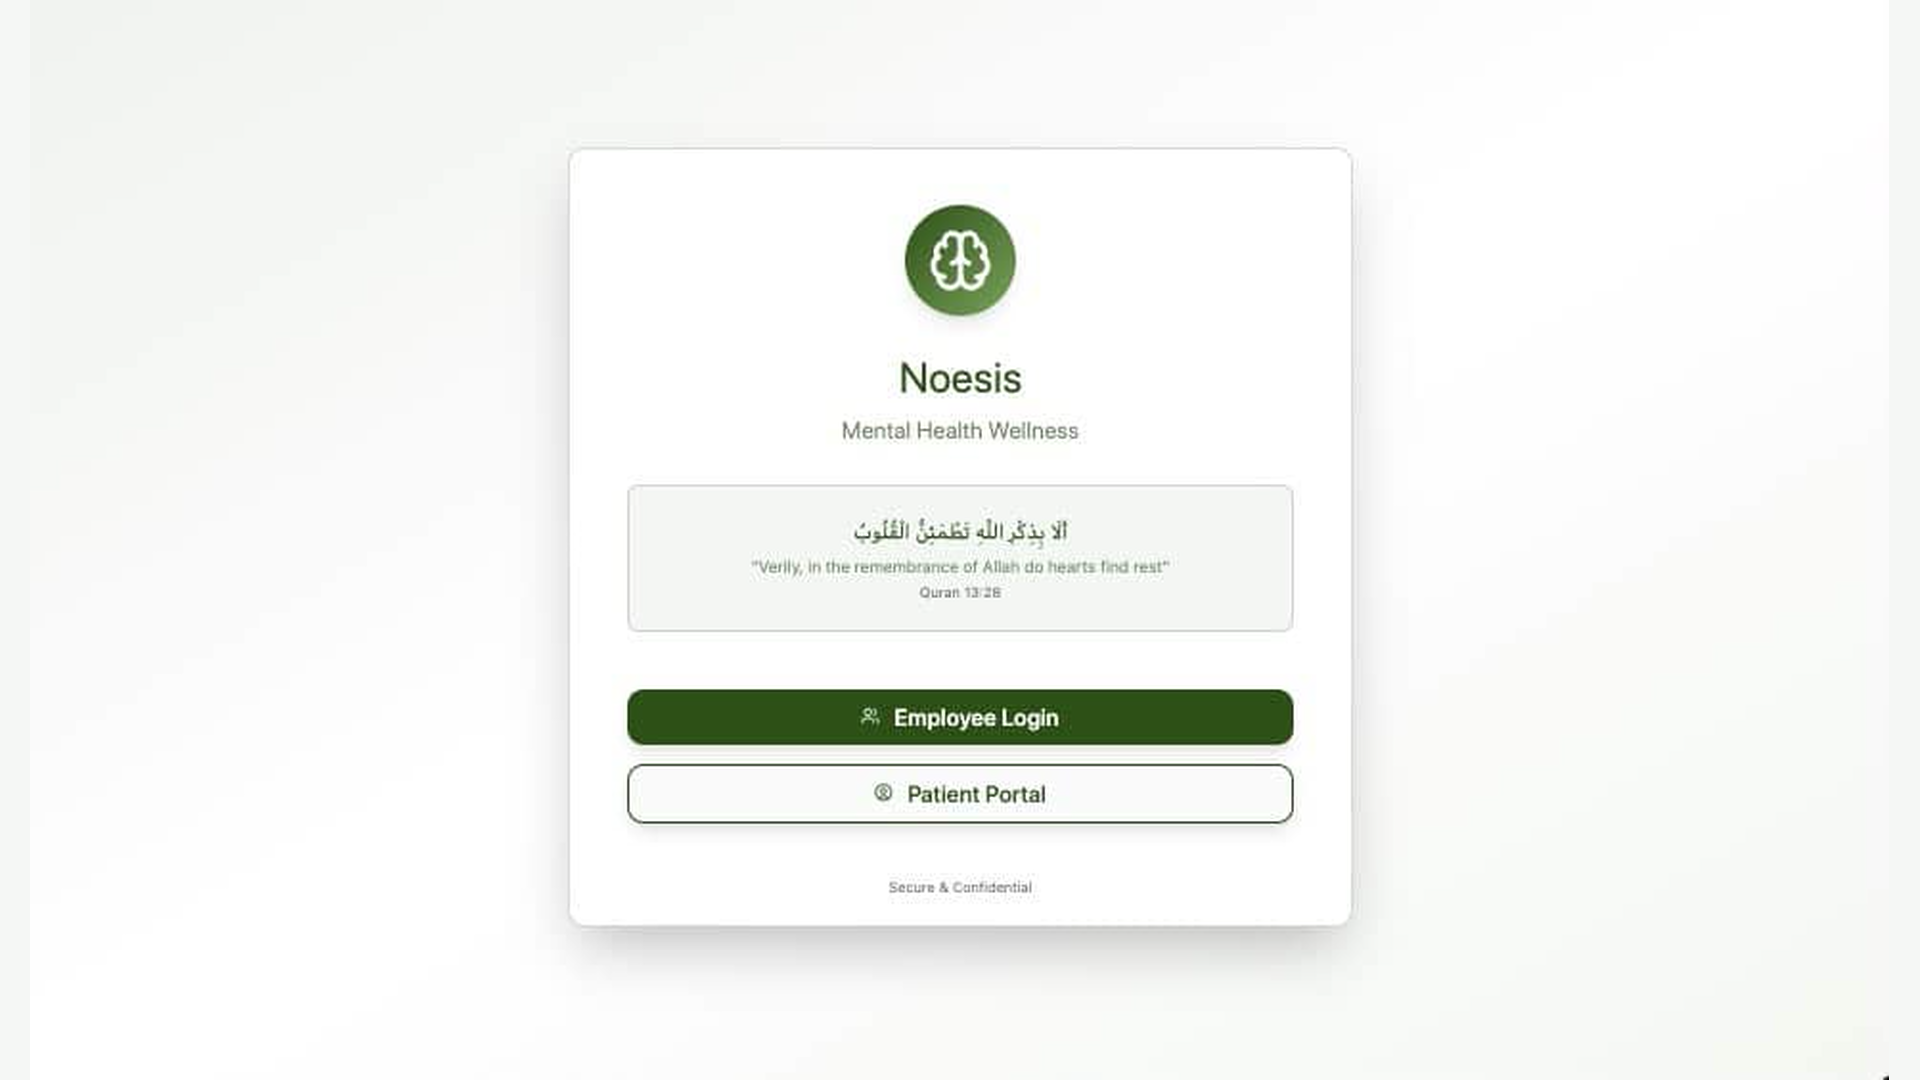 Noesis
Mental Health Wellness
أَلَا بِذِكْرِ اللَّهِ تَطْمَئِنُّ الْقُلُوبُ
"Verily, in the remembrance of Allah do hearts find rest"
Quran 13:28
Employee Login
Patient Portal
Secure & Confidential